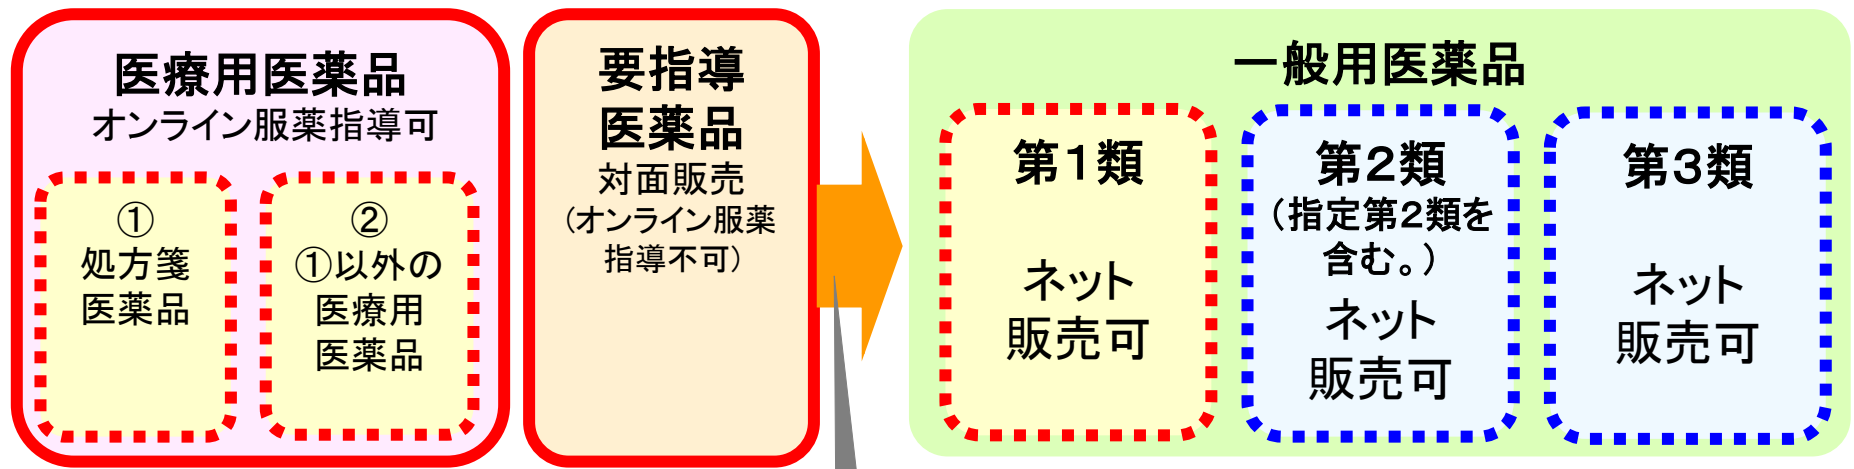 医療用医薬品
オンライン服薬指導可
①
処方箋
医薬品
②
①以外の
医療用
医薬品
要指導
医薬品
対面販売
(オンライン服薬
指導不可)
一般用医薬品
第1類
ネット
販売可
第2類
(指定第2類を
含む。)
ネット
販売可
第3類
ネット
販売可